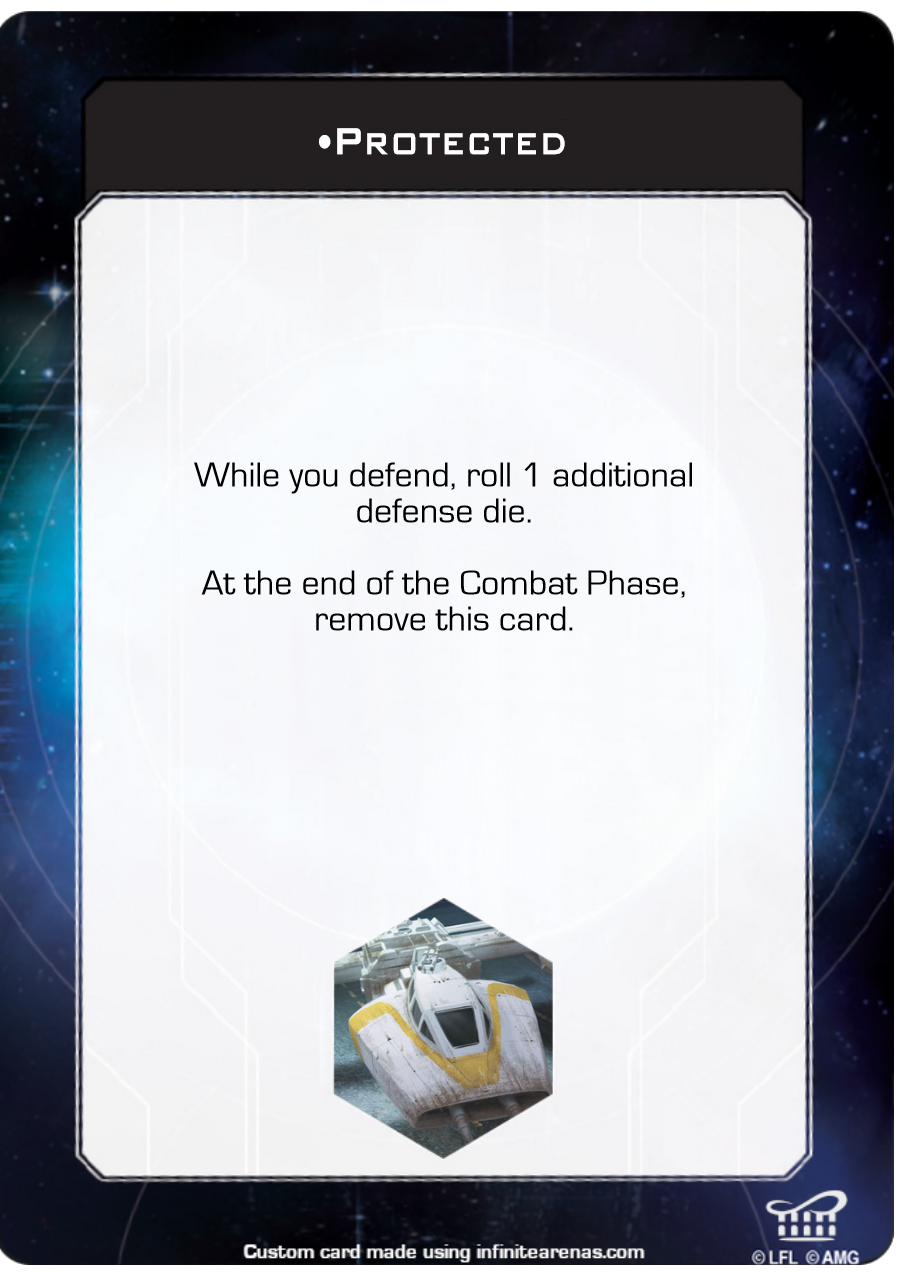 •Protected
While you defend, roll 1 additional
defense die.
At the end of the Combat Phase,
remove this card.
Custom card made using infinitearenas.com
© LFL © AMG